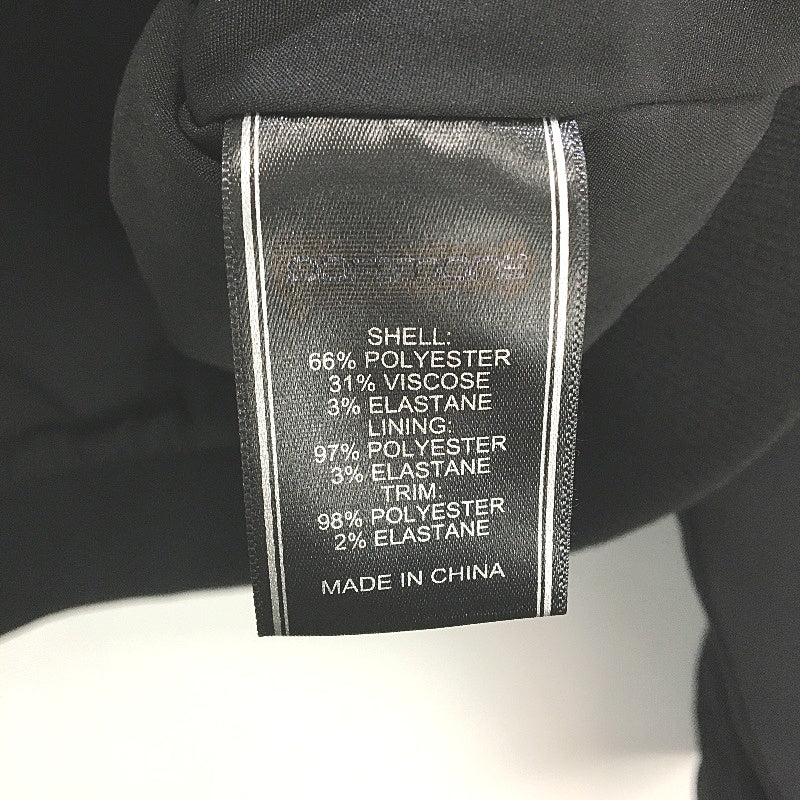 SHELL:
66% POLYESTER
31% VISCOSE
3% ELASTANE
LINING:
97% POLYESTER
3% ELASTANE
TRIM:
98% POLYESTER
2% ELASTANE
MADE IN CHINA